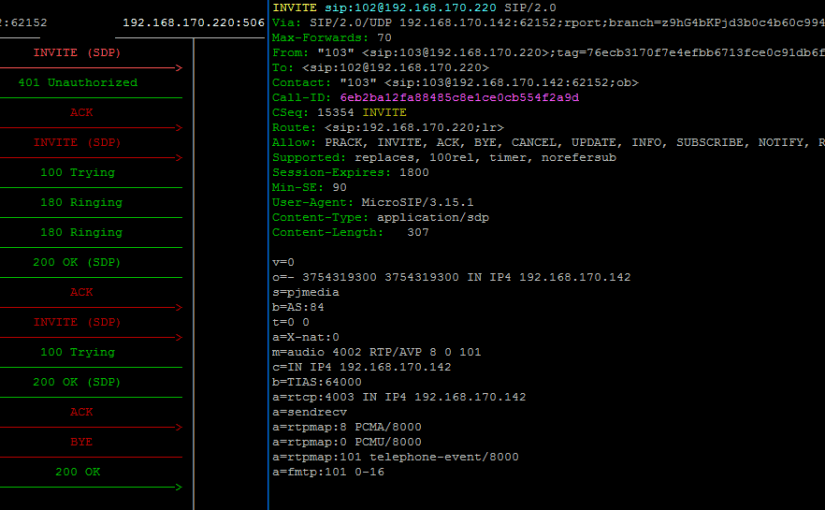 2:62152
192.168.170.220:506
INVITE (SDP)
401 Unauthorized
ACK
INVITE (SDP)
100 Trying
180 Ringing
180 Ringing
200 OK (SDP)
ACK
INVITE (SDP)
100 Trying
200 OK (SDP)
ACK
BYE
200 OK
INVITE sip:102@192.168.170.220 SIP/2.0
Via: SIP/2.0/UDP 192.168.170.142:62152;rport;branch=z9hG4bKPjd3b0c4b60c994
Max-Forwards: 70
From: "103" <sip:103@192.168.170.220>;tag=76ecb3170f7e4efbb6713fce0c91db6f
To: <sip:102@192.168.170.220>
Contact: "103" <sip:103@192.168.170.142:62152;ob>
Call-ID: 6eb2ba12fa88485c8e1ce0cb554f2a9d
CSeq: 15354 INVITE
Route: <sip:192.168.170.220;lr>
Allow: PRACK, INVITE, ACK, BYE, CANCEL, UPDATE, INFO, SUBSCRIBE, NOTIFY, R
Supported: replaces, 100rel, timer, norefersub
Session-Expires: 1800
Min-SE: 90
User-Agent: MicroSIP/3.15.1
Content-Type: application/sdp
Content-Length:   307
v=0
o=- 3754319300 3754319300 IN IP4 192.168.170.142
s=pjmedia
b=AS:84
t=0 0
a=X-nat:0
m=audio 4002 RTP/AVP 8 0 101
c=IN IP4 192.168.170.142
b=TIAS:64000
a=rtcp:4003 IN IP4 192.168.170.142
a=sendrecv
a=rtpmap:8 PCMA/8000
a=rtpmap:0 PCMU/8000
a=rtpmap:101 telephone-event/8000
a=fmtp:101 0-16